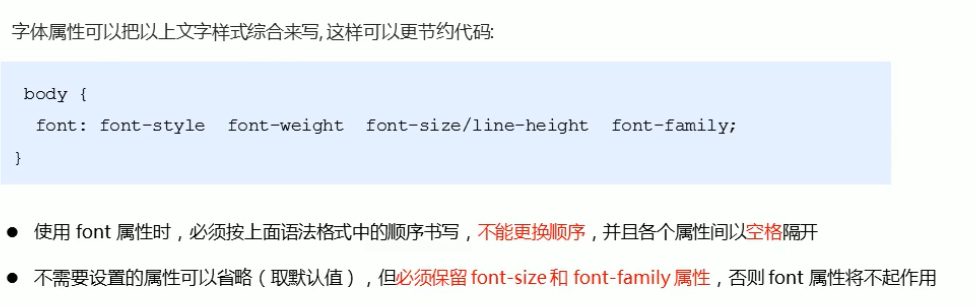 字体属性可以把以上文字样式综合来写, 这样可以更节约代码:
body {
font: font-style font-weight font-size/line-height font-family;
}
● 使用 font 属性时，必须按上面语法格式中的顺序书写，不能更换顺序，并且各个属性间以空格隔开
● 不需要设置的属性可以省略（取默认值），但必须保留 font-size 和 font-family 属性，否则 font 属性将不起作用